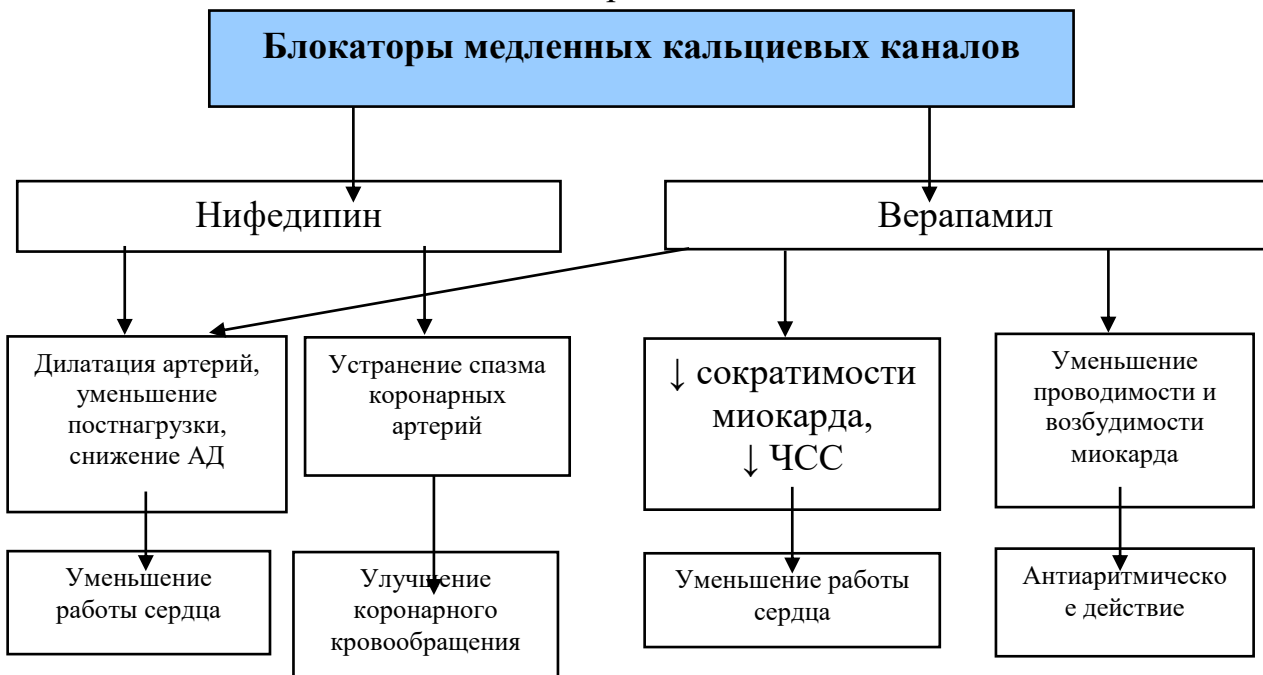 Блокаторы медленных кальциевых каналов
Нифедипин
Верапамил
Дилатация артерий,
уменьшение
постнагрузки,
снижение АД
Устранение спазма
коронарных
артерий
↓ сократимости
миокарда,
↓ ЧСС
Уменьшение
проводимости и
возбудимости
миокарда
Уменьшение
работы сердца
Улучшение
коронарного
кровообращения
Уменьшение работы
сердца
Антиаритмическо
е действие